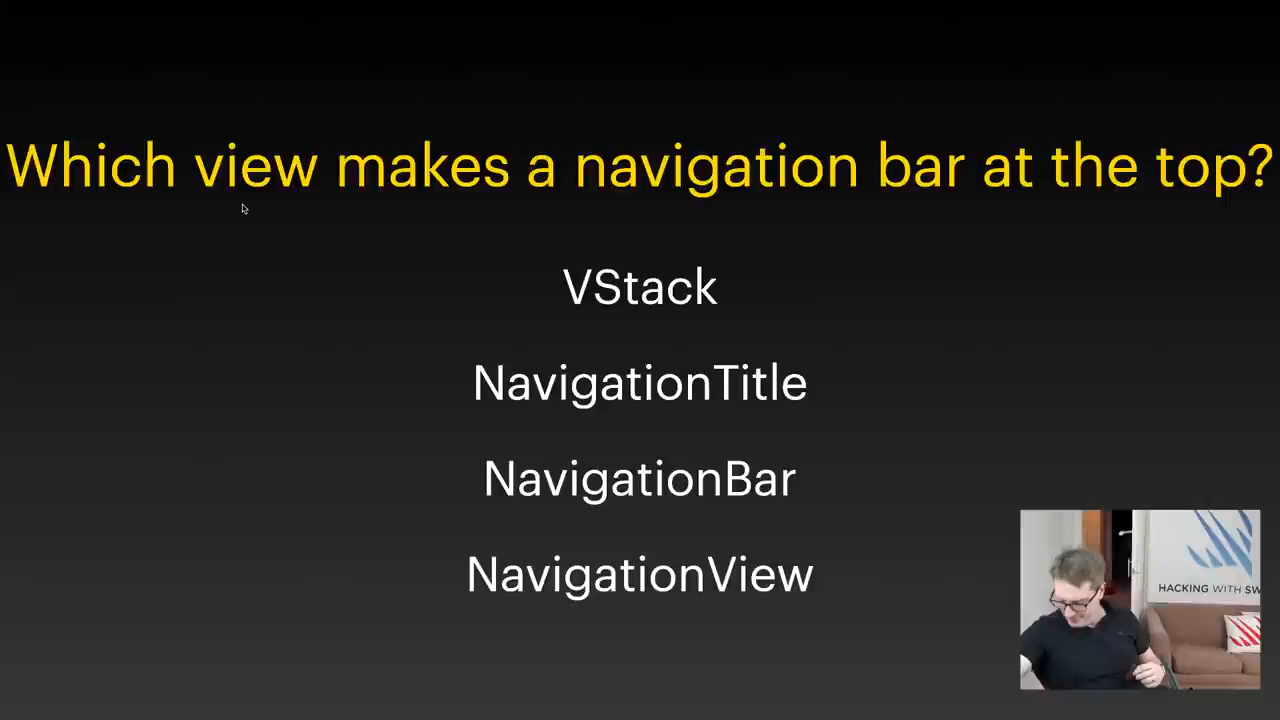 Which view makes a navigation bar at the top?
VStack
NavigationTitle
NavigationBar
NavigationView
HACKING WITH SW